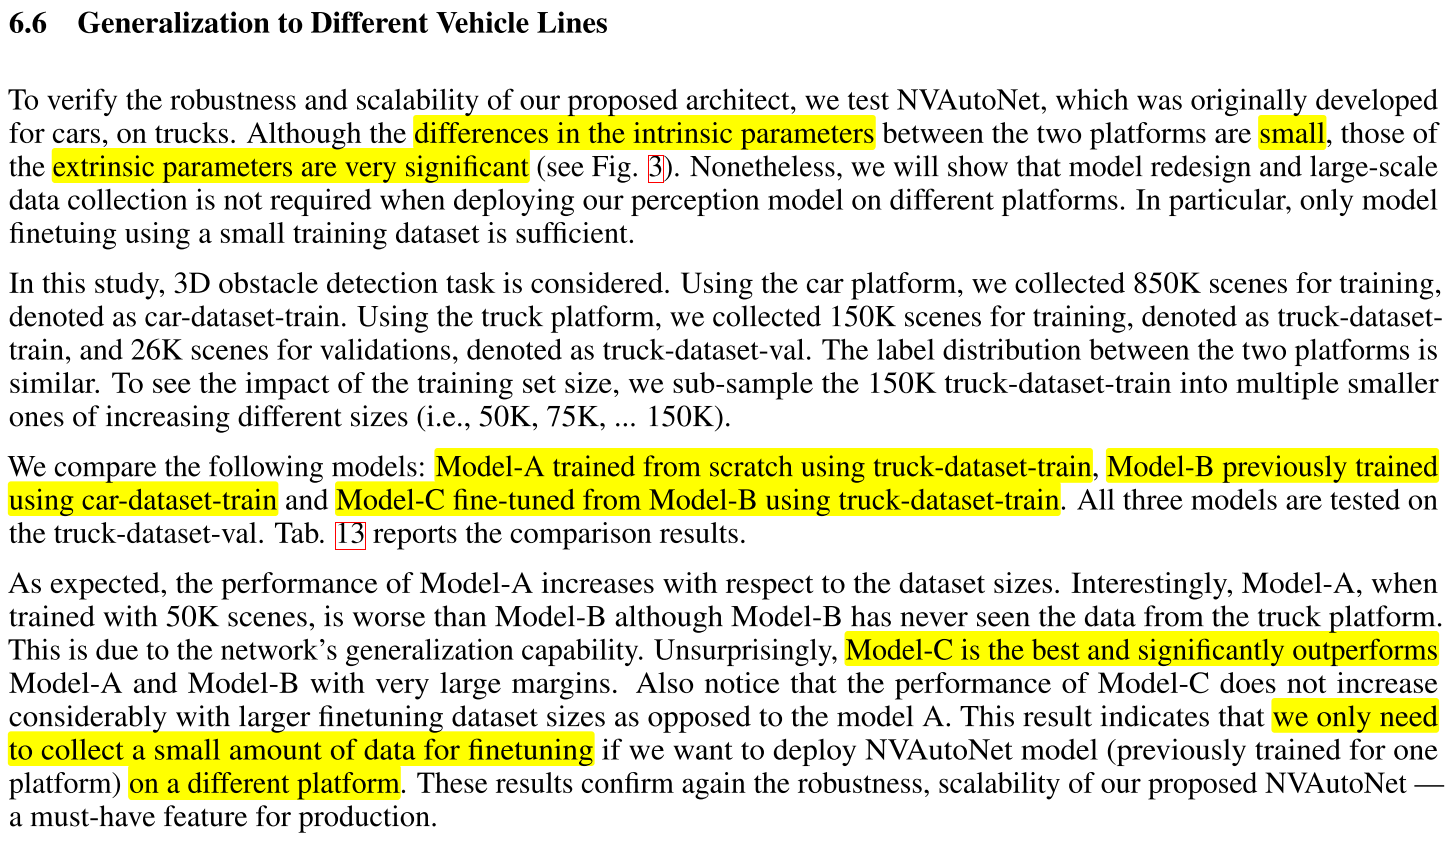 6.6 Generalization to Different Vehicle Lines
To verify the robustness and scalability of our proposed architect, we test NVAutoNet, which was originally developed
for cars, on trucks. Although the differences in the intrinsic parameters between the two platforms are small, those of
the extrinsic parameters are very significant (see Fig. 3). Nonetheless, we will show that model redesign and large-scale
data collection is not required when deploying our perception model on different platforms. In particular, only model
finetuing using a small training dataset is sufficient.
In this study, 3D obstacle detection task is considered. Using the car platform, we collected 850K scenes for training,
denoted as car-dataset-train. Using the truck platform, we collected 150K scenes for training, denoted as truck-dataset-
train, and 26K scenes for validations, denoted as truck-dataset-val. The label distribution between the two platforms is
similar. To see the impact of the training set size, we sub-sample the 150K truck-dataset-train into multiple smaller
ones of increasing different sizes (i.e., 50K, 75K, ... 150K).
We compare the following models: Model-A trained from scratch using truck-dataset-train, Model-B previously trained
using car-dataset-train and Model-C fine-tuned from Model-B using truck-dataset-train. All three models are tested on
the truck-dataset-val. Tab. 13 reports the comparison results.
As expected, the performance of Model-A increases with respect to the dataset sizes. Interestingly, Model-A, when
trained with 50K scenes, is worse than Model-B although Model-B has never seen the data from the truck platform.
This is due to the network's generalization capability. Unsurprisingly, Model-C is the best and significantly outperforms
Model-A and Model-B with very large margins. Also notice that the performance of Model-C does not increase
considerably with larger finetuning dataset sizes as opposed to the model A. This result indicates that we only need
to collect a small amount of data for finetuning if we want to deploy NVAutoNet model (previously trained for one
platform) on a different platform. These results confirm again the robustness, scalability of our proposed NVAutoNet —
a must-have feature for production.